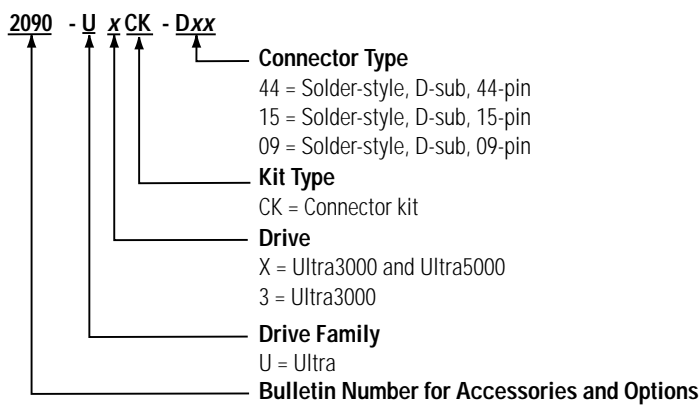 2090 - U x CK - Dxx
Connector Type
44 = Solder-style, D-sub, 44-pin
15 = Solder-style, D-sub, 15-pin
09 = Solder-style, D-sub, 09-pin
Kit Type
CK = Connector kit
Drive
X = Ultra3000 and Ultra5000
3 = Ultra3000
Drive Family
U = Ultra
Bulletin Number for Accessories and Options